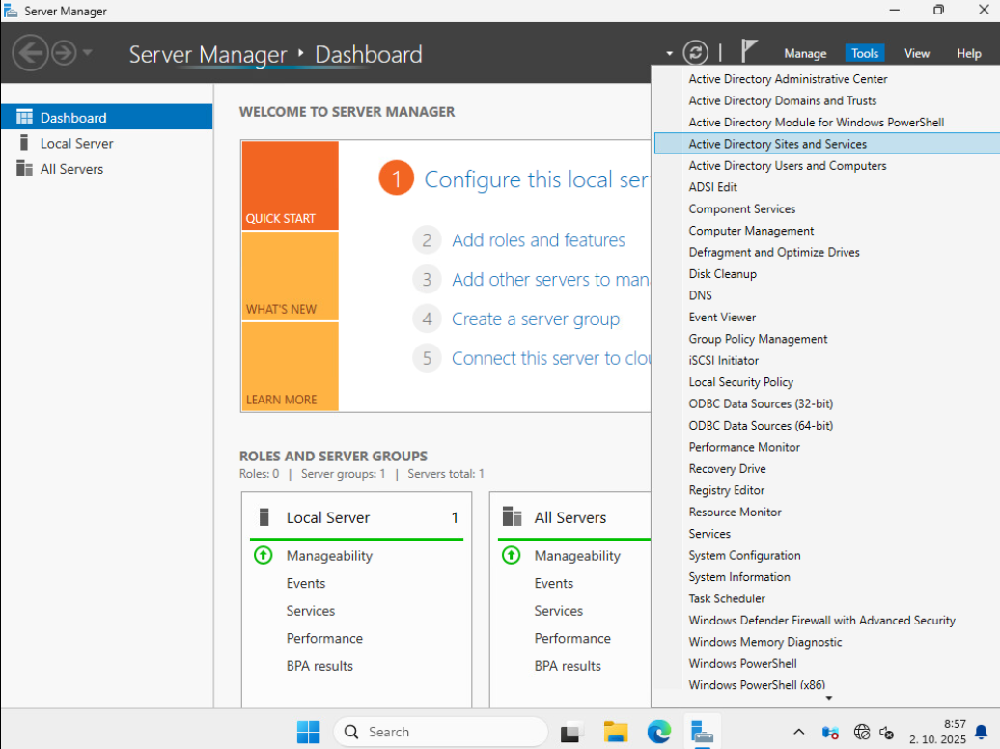 Server Manager
Server Manager ‣ Dashboard
Manage Tools View Help
Dashboard
Local Server
All Servers
WELCOME TO SERVER MANAGER
QUICK START
WHAT'S NEW
LEARN MORE
1 Configure this local ser
2 Add roles and features
3 Add other servers to man
4 Create a server group
5 Connect this server to clou
ROLES AND SERVER GROUPS
Roles: 0 | Server groups: 1 | Servers total: 1
Local Server 1
Manageability
Events
Services
Performance
BPA results
All Servers
Manageability
Events
Services
Performance
BPA results
Active Directory Administrative Center
Active Directory Domains and Trusts
Active Directory Module for Windows PowerShell
Active Directory Sites and Services
Active Directory Users and Computers
ADSI Edit
Component Services
Computer Management
Defragment and Optimize Drives
Disk Cleanup
DNS
Event Viewer
Group Policy Management
iSCSI Initiator
Local Security Policy
ODBC Data Sources (32-bit)
ODBC Data Sources (64-bit)
Performance Monitor
Recovery Drive
Registry Editor
Resource Monitor
Services
System Configuration
System Information
Task Scheduler
Windows Defender Firewall with Advanced Security
Windows Memory Diagnostic
Windows PowerShell
Windows PowerShell (x86)
Search
8:57
2. 10. 2025